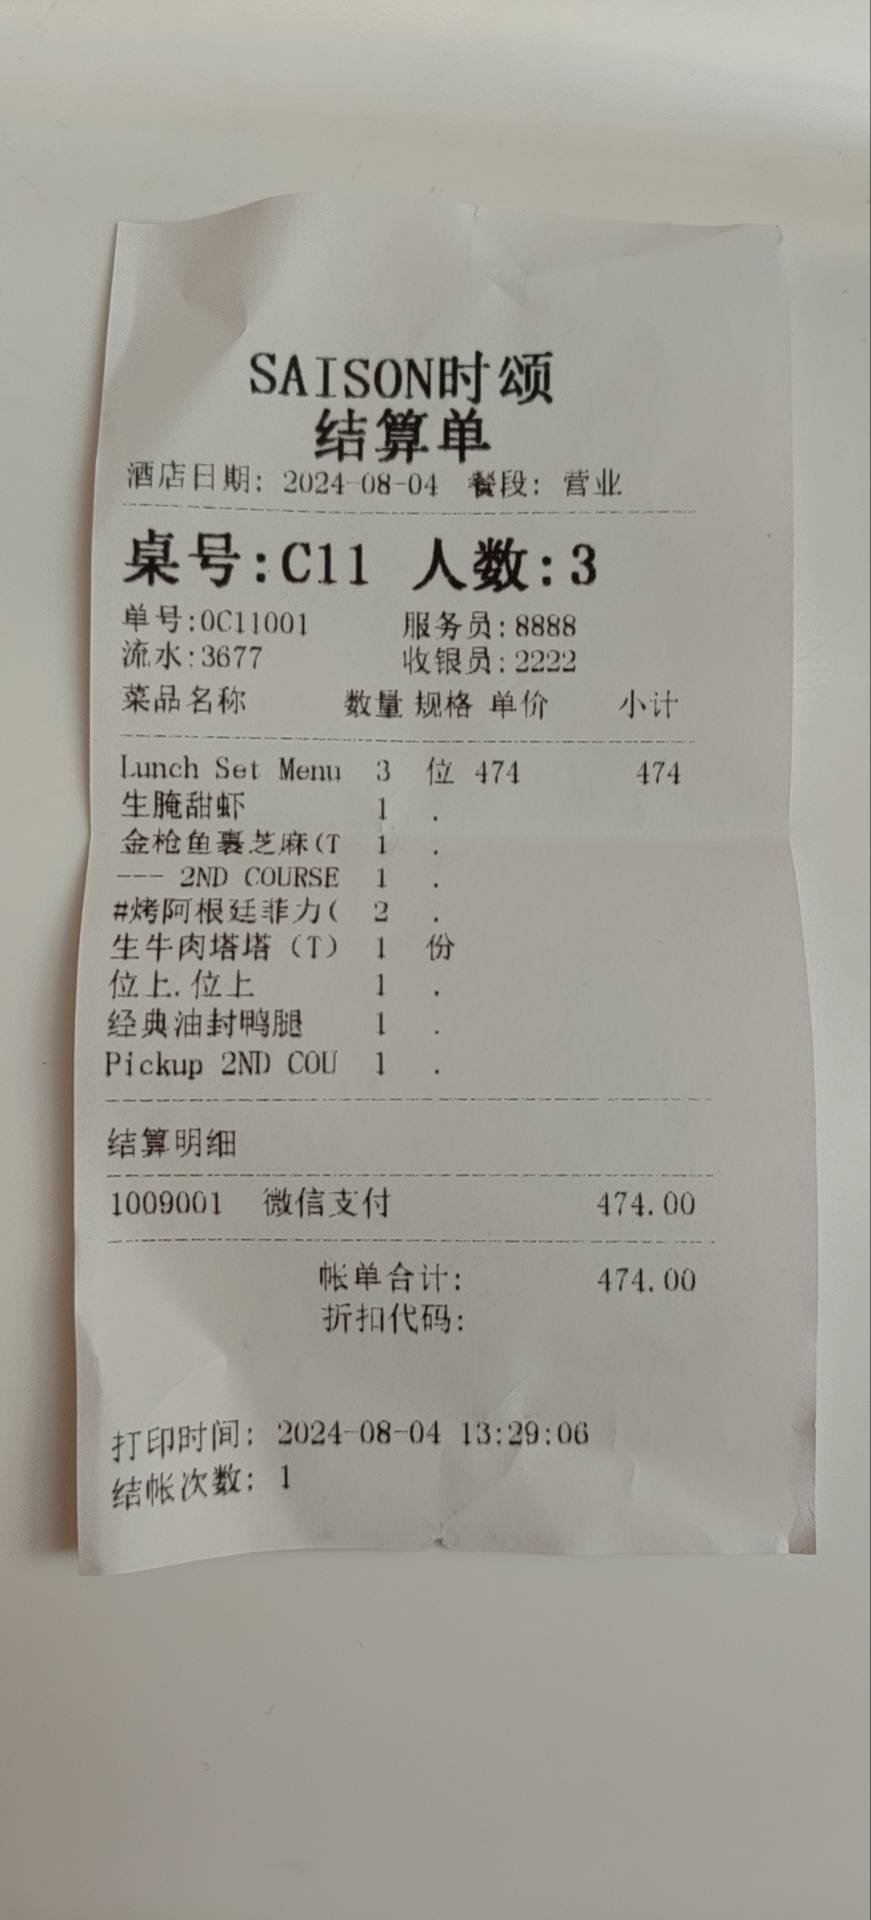 SAISON时颂
结算单
酒店日期: 2024-08-04 餐段: 营业
桌号:C11 人数:3
单号:0C11001 服务员:8888
流水:3677 收银员:2222
菜品名称 数量 规格 单价 小计
Lunch Set Menu 3 位 474 474
生腌甜虾 1 .
金枪鱼裹芝麻(T 1 .
--- 2ND COURSE 1 .
#烤阿根廷菲力( 2 .
生牛肉塔塔 (T) 1 份
位上.位上 1 .
经典油封鸭腿 1 .
Pickup 2ND COU 1 .
结算明细
1009001 微信支付 474.00
帐单合计: 474.00
折扣代码:
打印时间: 2024-08-04 13:29:06
结帐次数: 1